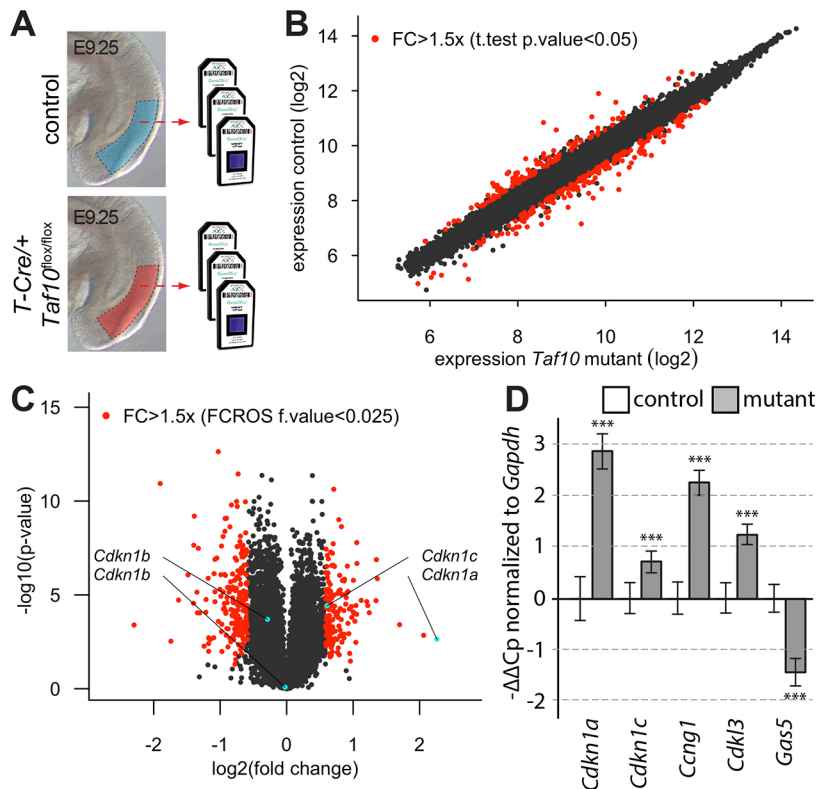 A
E9.25
control
E9.25
T-Cre/+
Taf10flox/flox
GeneChip
GeneChip
B
FC>1.5x (t.test p.value<0.05)
14
12
10
8
6
expression control (log2)
6 8 10 12 14
expression Taf10 mutant (log2)
C
FC>1.5x (FCROS f.value<0.025)
15
10
5
0
-log10(p-value)
Cdkn1b
Cdkn1b
Cdkn1c
Cdkn1a
-2 -1 0 1 2
log2(fold change)
D
control mutant
3
2
1
0
-1
-2
-ΔΔCp normalized to Gapdh
***
***
***
***
***
Cdkn1a
Cdkn1c
Ccng1
Cdkl3
Gas5